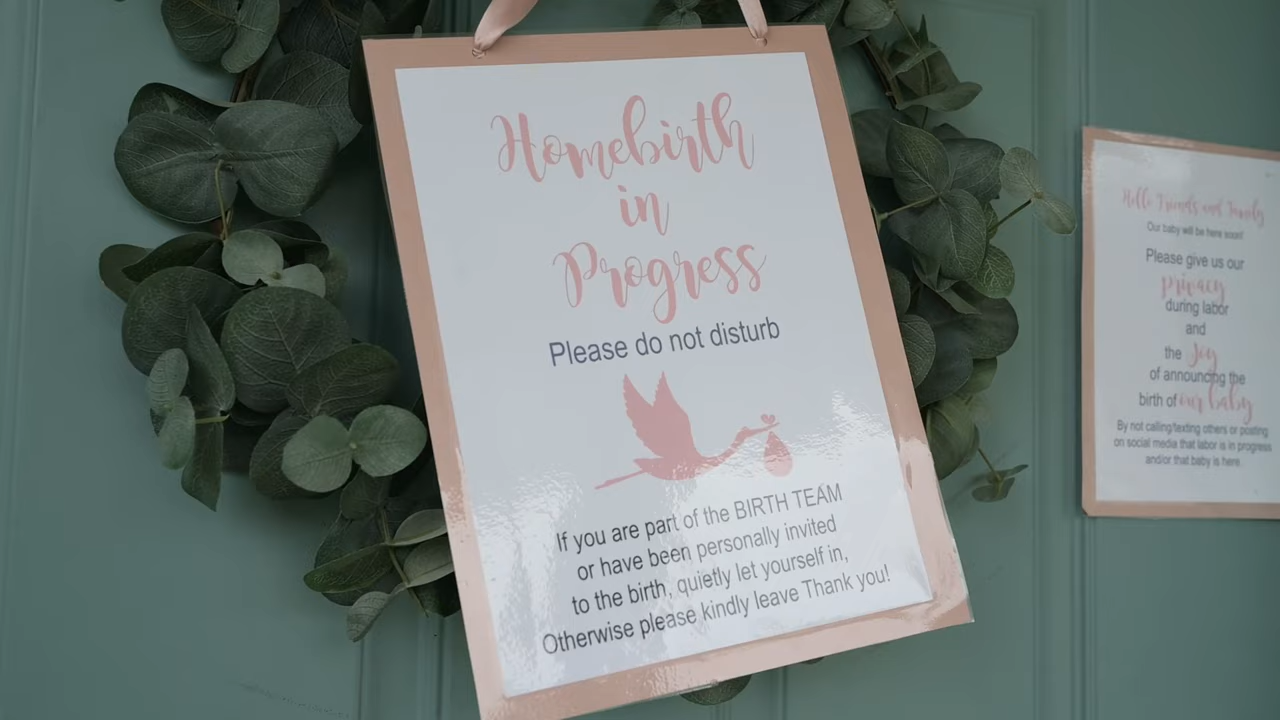 Homebirth
in
Progress
Please do not disturb
If you are part of the BIRTH TEAM
or have been personally invited
to the birth, quietly let yourself in,
Otherwise please kindly leave Thank you!
Hello Friends and Family
Our baby will be here soon!
Please give us our
privacy
during labor
and
the Joy
of announcing the
birth of our baby
By not calling/texting others or posting
on social media that labor is in progress
and/or that baby is here.